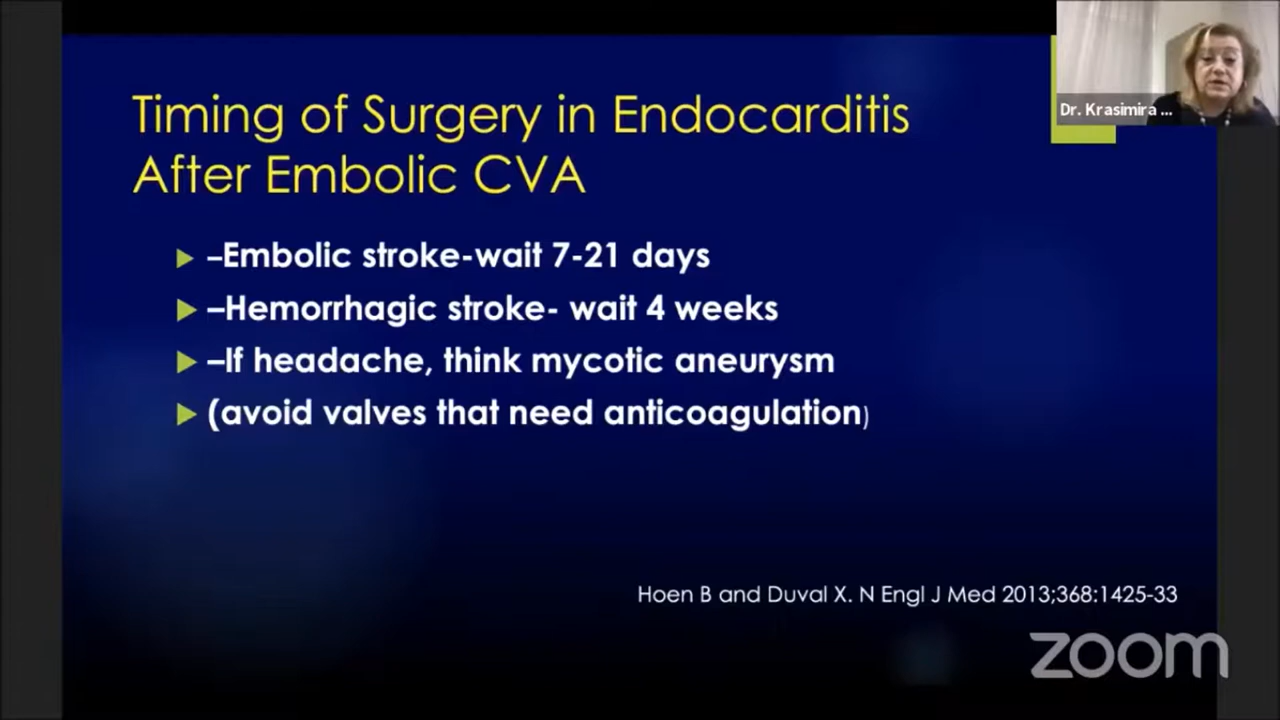 Timing of Surgery in Endocarditis
After Embolic CVA
Dr. Krasimira ...
–Embolic stroke-wait 7-21 days
–Hemorrhagic stroke- wait 4 weeks
–If headache, think mycotic aneurysm
(avoid valves that need anticoagulation)
Hoen B and Duval X. N Engl J Med 2013;368:1425-33
zoom